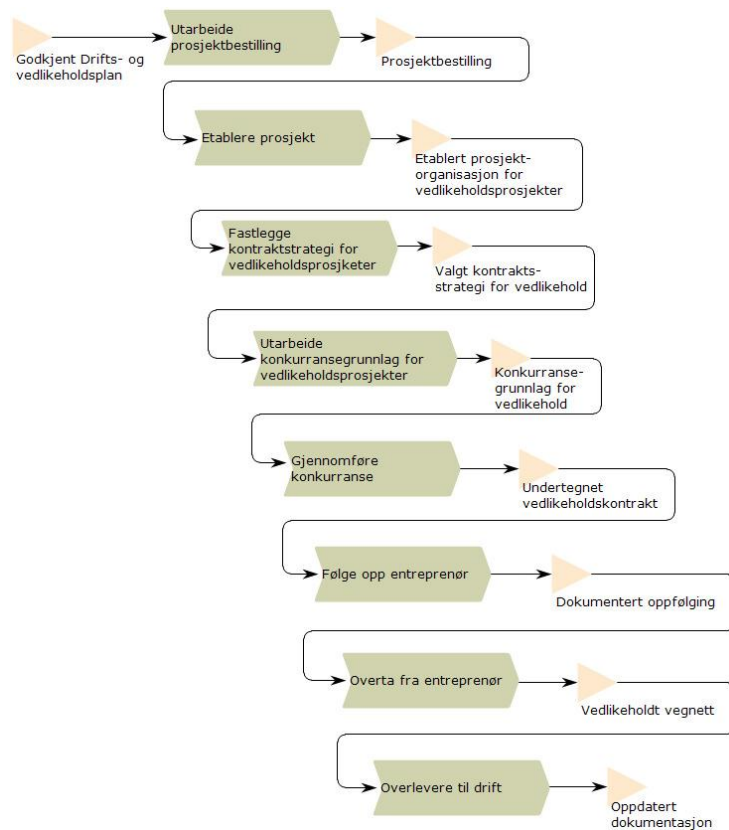 Utarbeide
prosjektbestilling
Godkjent Drifts- og
vedlikeholdsplan
Prosjektbestilling
Etablere prosjekt
Etablert prosjekt-
organisasjon for
vedlikeholdsprosjekter
Fastlegge
kontraktstrategi for
vedlikeholdsprosjketer
Valgt kontrakts-
strategi for vedlikehold
Utarbeide
konkurransegrunnlag for
vedlikeholdsprosjekter
Konkurranse-
grunnlag for
vedlikehold
Gjennomføre
konkurranse
Undertegnet
vedlikeholdskontrakt
Følge opp entreprenør
Dokumentert oppfølging
Overta fra entreprenør
Vedlikeholdt vegnett
Overlevere til drift
Oppdatert
dokumentasjon